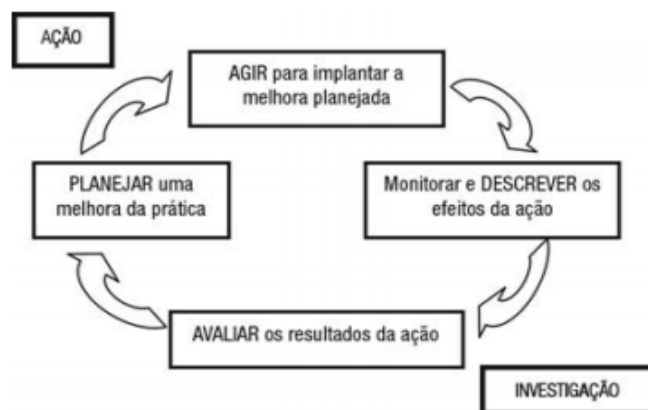 AÇÃO
AGIR para implantar a
melhora planejada
PLANEJAR uma
melhora da prática
Monitorar e DESCREVER os
efeitos da ação
AVALIAR os resultados da ação
INVESTIGAÇÃO